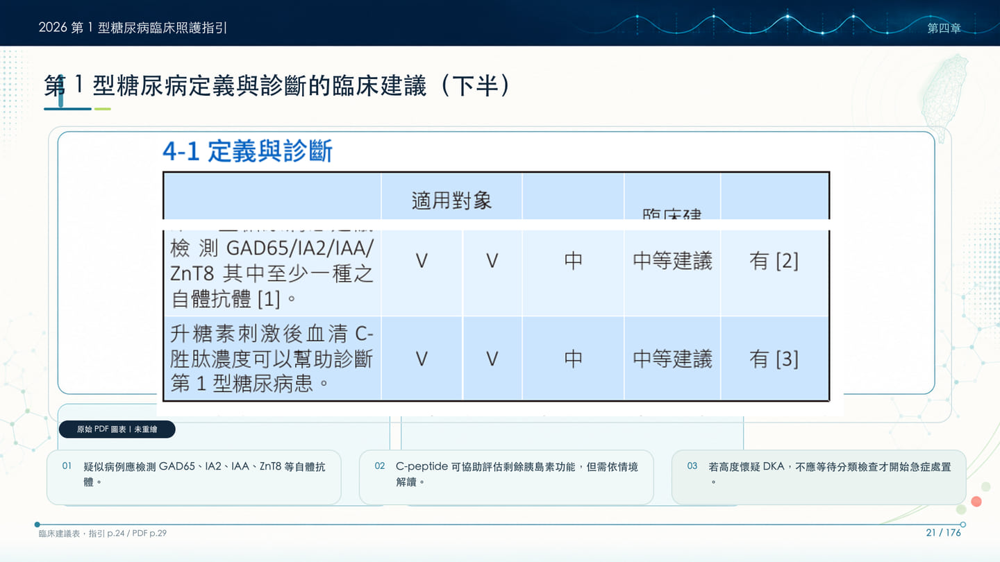 2026 第 1 型糖尿病臨床照護指引
第四章
第 1 型糖尿病定義與診斷的臨床建議（下半）
4-1 定義與診斷
適用對象
臨床建
檢 測 GAD65/IA2/IAA/
ZnT8 其中至少一種之
自體抗體 [1]。
V
V
中
中等建議
有 [2]
升糖素刺激後血清 C-
胜肽濃度可以幫助診斷
第 1 型糖尿病患。
V
V
中
中等建議
有 [3]
原始 PDF 圖表｜未重繪
01 疑似病例應檢測 GAD65、IA2、IAA、ZnT8 等自體抗
體。
02 C-peptide 可協助評估剩餘胰島素功能，但需依情境
解讀。
03 若高度懷疑 DKA，不應等待分類檢查才開始急症處置
。
臨床建議表，指引 p.24 / PDF p.29
21 / 176